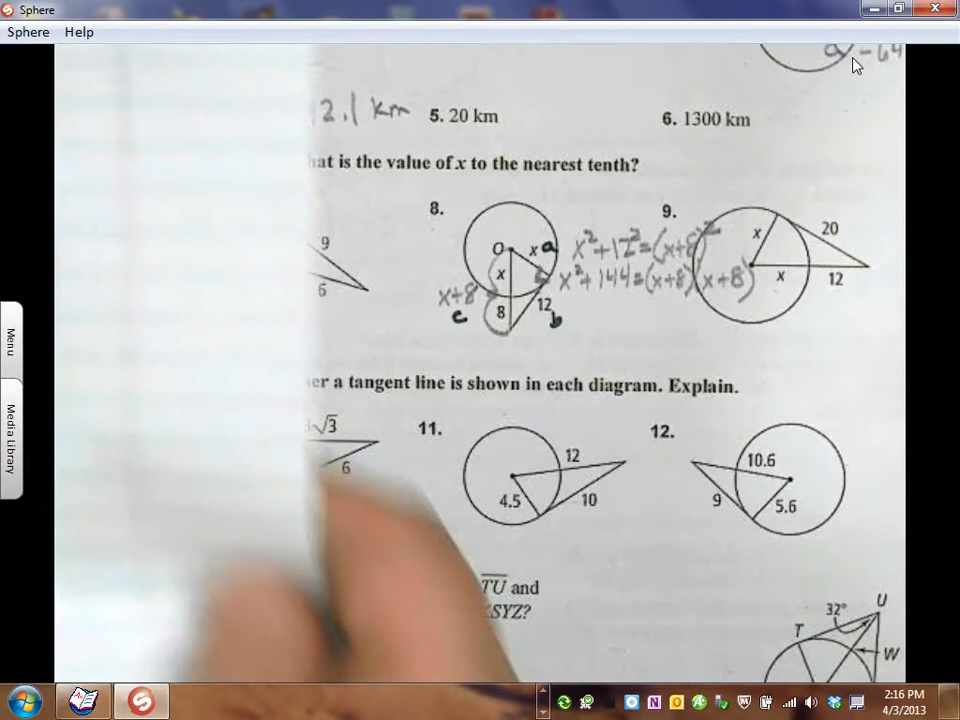 Sphere
Sphere Help
a - 64
2.1 km 5. 20 km 6. 1300 km
hat is the value of x to the nearest tenth?
8.
9.
9
6
O
x a
x
x+8
c
8
12
b
x²+12²=(x+8)²
x²+144=(x+8)(x+8)
x
20
x
12
er a tangent line is shown in each diagram. Explain.
√3
6
11.
12
4.5
10
12.
10.6
9
5.6
TU and
SYZ?
32°
U
T
W
Menu
Media Library
2:16 PM
4/3/2013